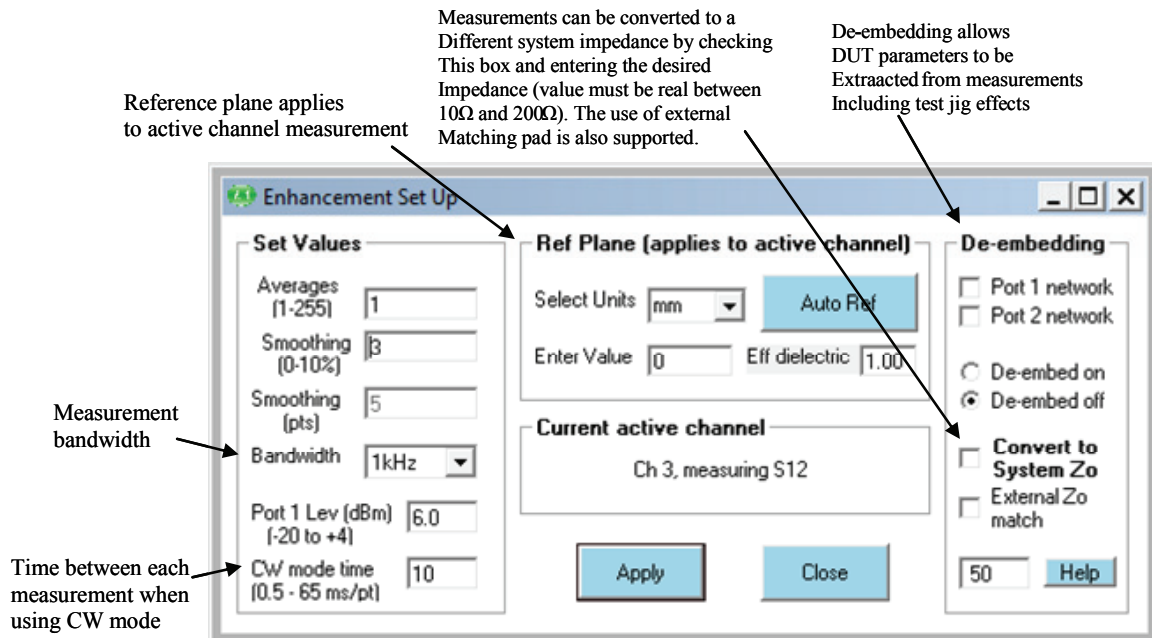 Measurements can be converted to a
Different system impedance by checking
This box and entering the desired
Impedance (value must be real between
10Ω and 200Ω). The use of external
Matching pad is also supported.
De-embedding allows
DUT parameters to be
Extraacted from measurements
Including test jig effects
Reference plane applies
to active channel measurement
Enhancement Set Up
Set Values
Averages
(1-255)
1
Smoothing
(0-10%)
3
Smoothing
(pts)
5
Bandwidth
1kHz
Port 1 Lev (dBm)
(-20 to +4)
6.0
CW mode time
(0.5 - 65 ms/pt)
10
Ref Plane (applies to active channel)
Select Units
mm
Auto Ref
Enter Value
0
Eff dielectric
1.00
Current active channel
Ch 3, measuring S12
Apply
Close
De-embedding
Port 1 network
Port 2 network
De-embed on
De-embed off
Convert to
System Zo
External Zo
match
50
Help
Measurement
bandwidth
Time between each
measurement when
using CW mode